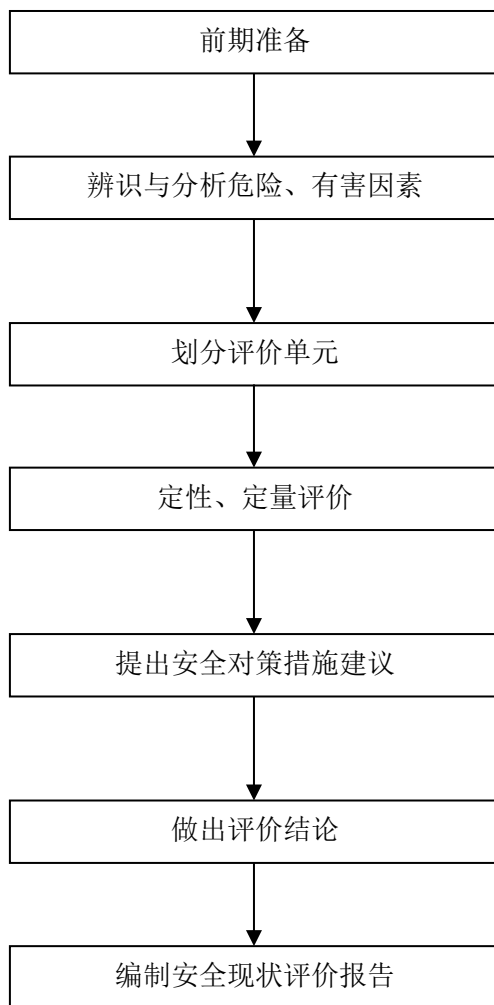 前期准备
辨识与分析危险、有害因素
划分评价单元
定性、定量评价
提出安全对策措施建议
做出评价结论
编制安全现状评价报告